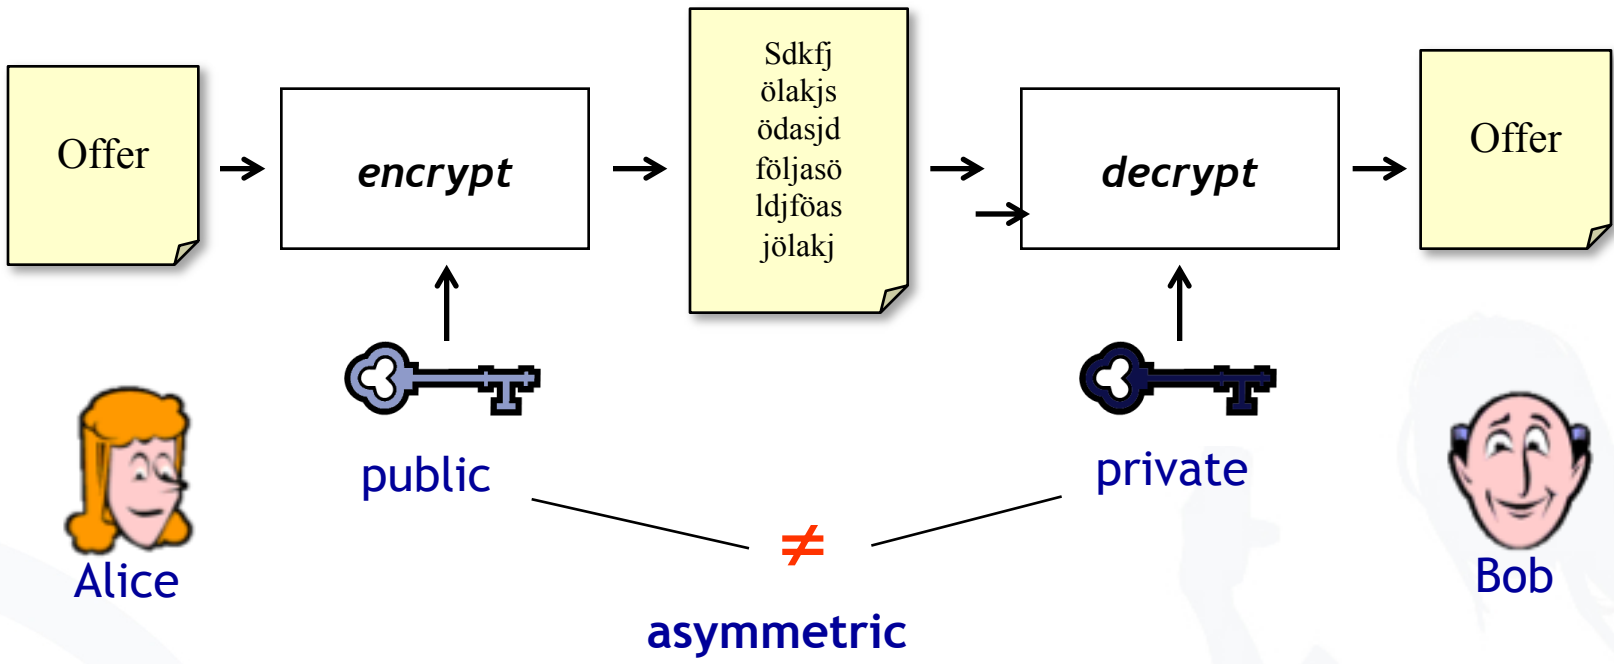 Offer
encrypt
Sdkfj
ölakjs
ödasjd
följasö
ldjföas
jölakj
decrypt
Offer
public
private
≠
Alice
Bob
asymmetric